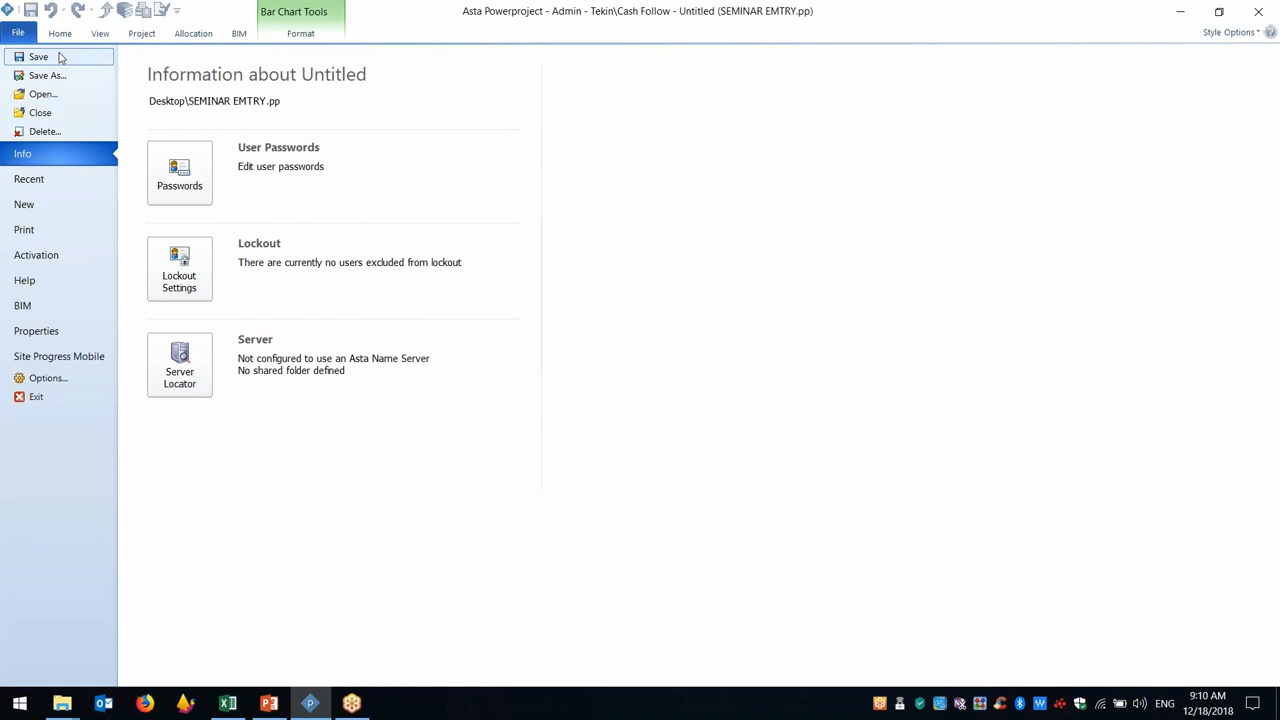 Bar Chart Tools
Asta Powerproject - Admin - Tekin\Cash Follow - Untitled (SEMINAR EMTRY.pp)
File
Home
View
Project
Allocation
BIM
Format
Style Options
Save
Save As...
Open...
Close
Delete...
Info
Recent
New
Print
Activation
Help
BIM
Properties
Site Progress Mobile
Options...
Exit
Information about Untitled
Desktop\SEMINAR EMTRY.pp
Passwords
User Passwords
Edit user passwords
Lockout
Settings
Lockout
There are currently no users excluded from lockout
Server
Locator
Server
Not configured to use an Asta Name Server
No shared folder defined
ENG
9:10 AM
12/18/2018